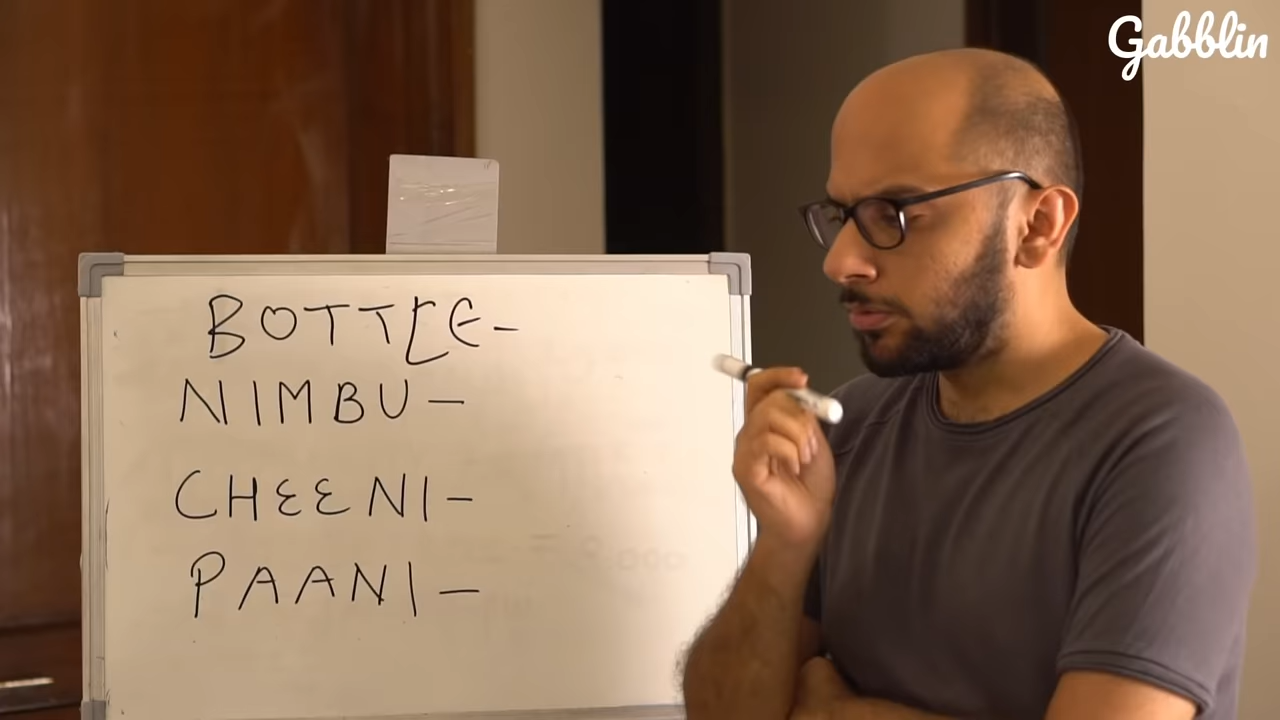 Gabblin
BOTTLE-
NIMBU-
CHEENI-
PAANI-